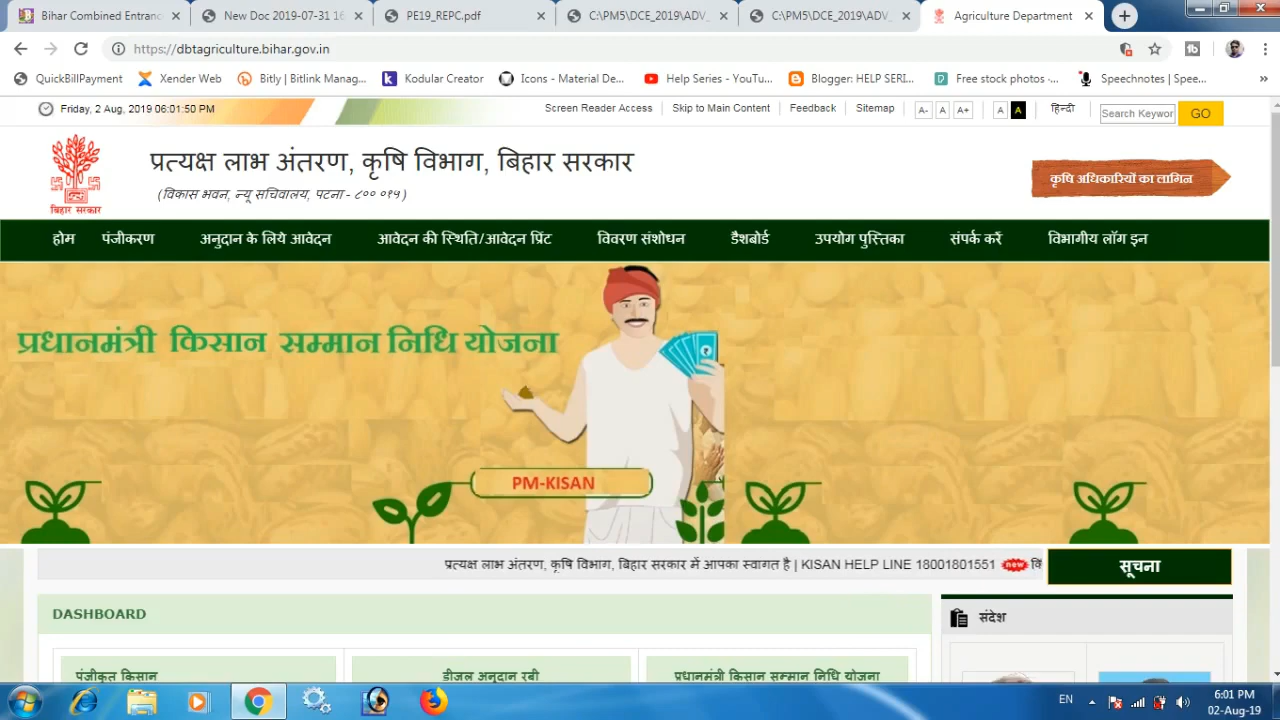 Bihar Combined Entranc
New Doc 2019-07-31 16
PE19_REPC.pdf
C:\PM5\DCE_2019\ADV_
C:\PM5\DCE_2019\ADV_
Agriculture Department
https://dbtagriculture.bihar.gov.in
QuickBillPayment
Xender Web
Bitly | Bitlink Manag...
Kodular Creator
Icons - Material De...
Help Series - YouTu...
Blogger: HELP SERI...
Free stock photos -...
Speechnotes | Spee...
»
Friday, 2 Aug, 2019 06:01:50 PM
Screen Reader Access
Skip to Main Content
Feedback
Sitemap
A-
A
A+
A
A
हिन्दी
Search Keywor
GO
प्रत्यक्ष लाभ अंतरण, कृषि विभाग, बिहार सरकार
(विकास भवन, न्यू सचिवालय, पटना - ८०० ०१५ )
बिहार सरकार
कृषि अधिकारियों का लागिन
होम
पंजीकरण
अनुदान के लिये आवेदन
आवेदन की स्थिति/आवेदन प्रिंट
विवरण संशोधन
डैशबोर्ड
उपयोग पुस्तिका
संपर्क करें
विभागीय लॉग इन
प्रधानमंत्री किसान सम्मान निधि योजना
₹
PM-KISAN
प्रत्यक्ष लाभ अंतरण, कृषि विभाग, बिहार सरकार में आपका स्वागत है | KISAN HELP LINE 18001801551 new
सूचना
DASHBOARD
संदेश
पंजीकृत किसान
डीजल अनुदान रबी
प्रधानमंत्री किसान सम्मान निधि योजना
EN
6:01 PM
02-Aug-19